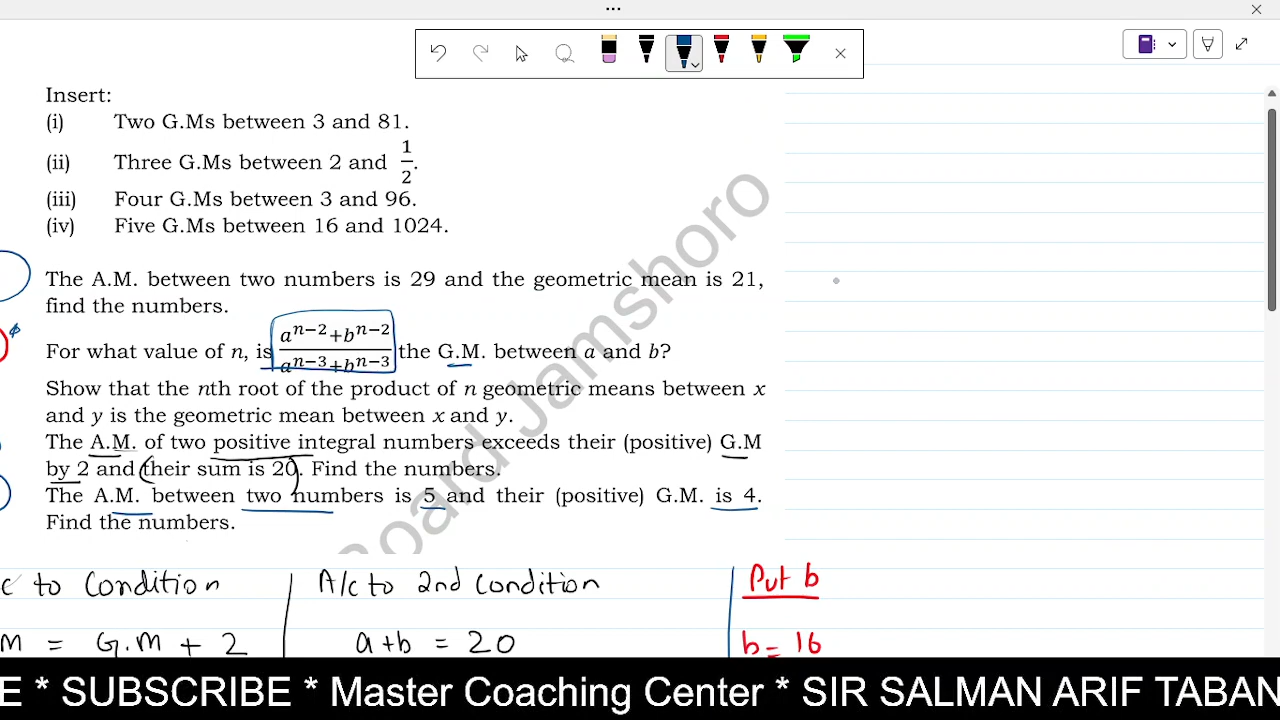 Insert:
(i) Two G.Ms between 3 and 81.
(ii) Three G.Ms between 2 and 1/2.
(iii) Four G.Ms between 3 and 96.
(iv) Five G.Ms between 16 and 1024.
The A.M. between two numbers is 29 and the geometric mean is 21,
find the numbers.
For what value of n, is (a^{n−2}+b^{n−2})/(a^{n−3}+b^{n−3}) the G.M. between a and b?
Show that the nth root of the product of n geometric means between x
and y is the geometric mean between x and y.
The A.M. of two positive integral numbers exceeds their (positive) G.M
by 2 and their sum is 20. Find the numbers.
The A.M. between two numbers is 5 and their (positive) G.M. is 4.
Find the numbers.
Board Jamshoro
to Condition
M = G.M + 2
A/c to 2nd condition
a+b = 20
Put b
b = 16
E * SUBSCRIBE * Master Coaching Center * SIR SALMAN ARIF TABAN